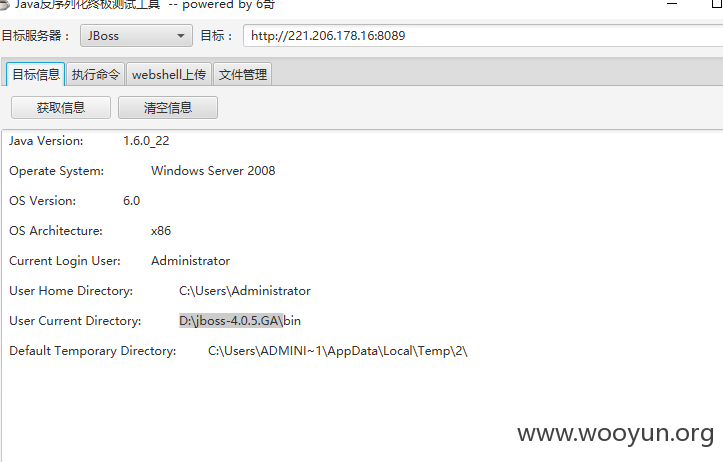 Java反序列化终极测试工具 -- powered by 6哥
目标服务器： JBoss 目标： http://221.206.178.16:8089
目标信息 执行命令 webshell上传 文件管理
获取信息 清空信息
Java Version: 1.6.0_22
Operate System: Windows Server 2008
OS Version: 6.0
OS Architecture: x86
Current Login User: Administrator
User Home Directory: C:\Users\Administrator
User Current Directory: D:\jboss-4.0.5.GA\bin
Default Temporary Directory: C:\Users\ADMINI~1\AppData\Local\Temp\2\
www.wooyun.org